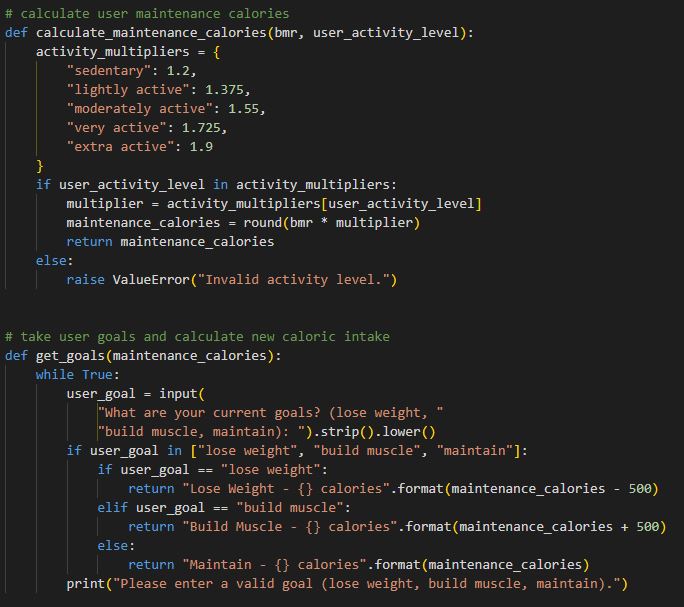 # calculate user maintenance calories
def calculate_maintenance_calories(bmr, user_activity_level):
    activity_multipliers = {
        "sedentary": 1.2,
        "lightly active": 1.375,
        "moderately active": 1.55,
        "very active": 1.725,
        "extra active": 1.9
    }
    if user_activity_level in activity_multipliers:
        multiplier = activity_multipliers[user_activity_level]
        maintenance_calories = round(bmr * multiplier)
        return maintenance_calories
    else:
        raise ValueError("Invalid activity level.")
# take user goals and calculate new caloric intake
def get_goals(maintenance_calories):
    while True:
        user_goal = input(
            "What are your current goals? (lose weight, "
            "build muscle, maintain): ").strip().lower()
        if user_goal in ["lose weight", "build muscle", "maintain"]:
            if user_goal == "lose weight":
                return "Lose Weight - {} calories".format(maintenance_calories - 500)
            elif user_goal == "build muscle":
                return "Build Muscle - {} calories".format(maintenance_calories + 500)
            else:
                return "Maintain - {} calories".format(maintenance_calories)
        print("Please enter a valid goal (lose weight, build muscle, maintain).")